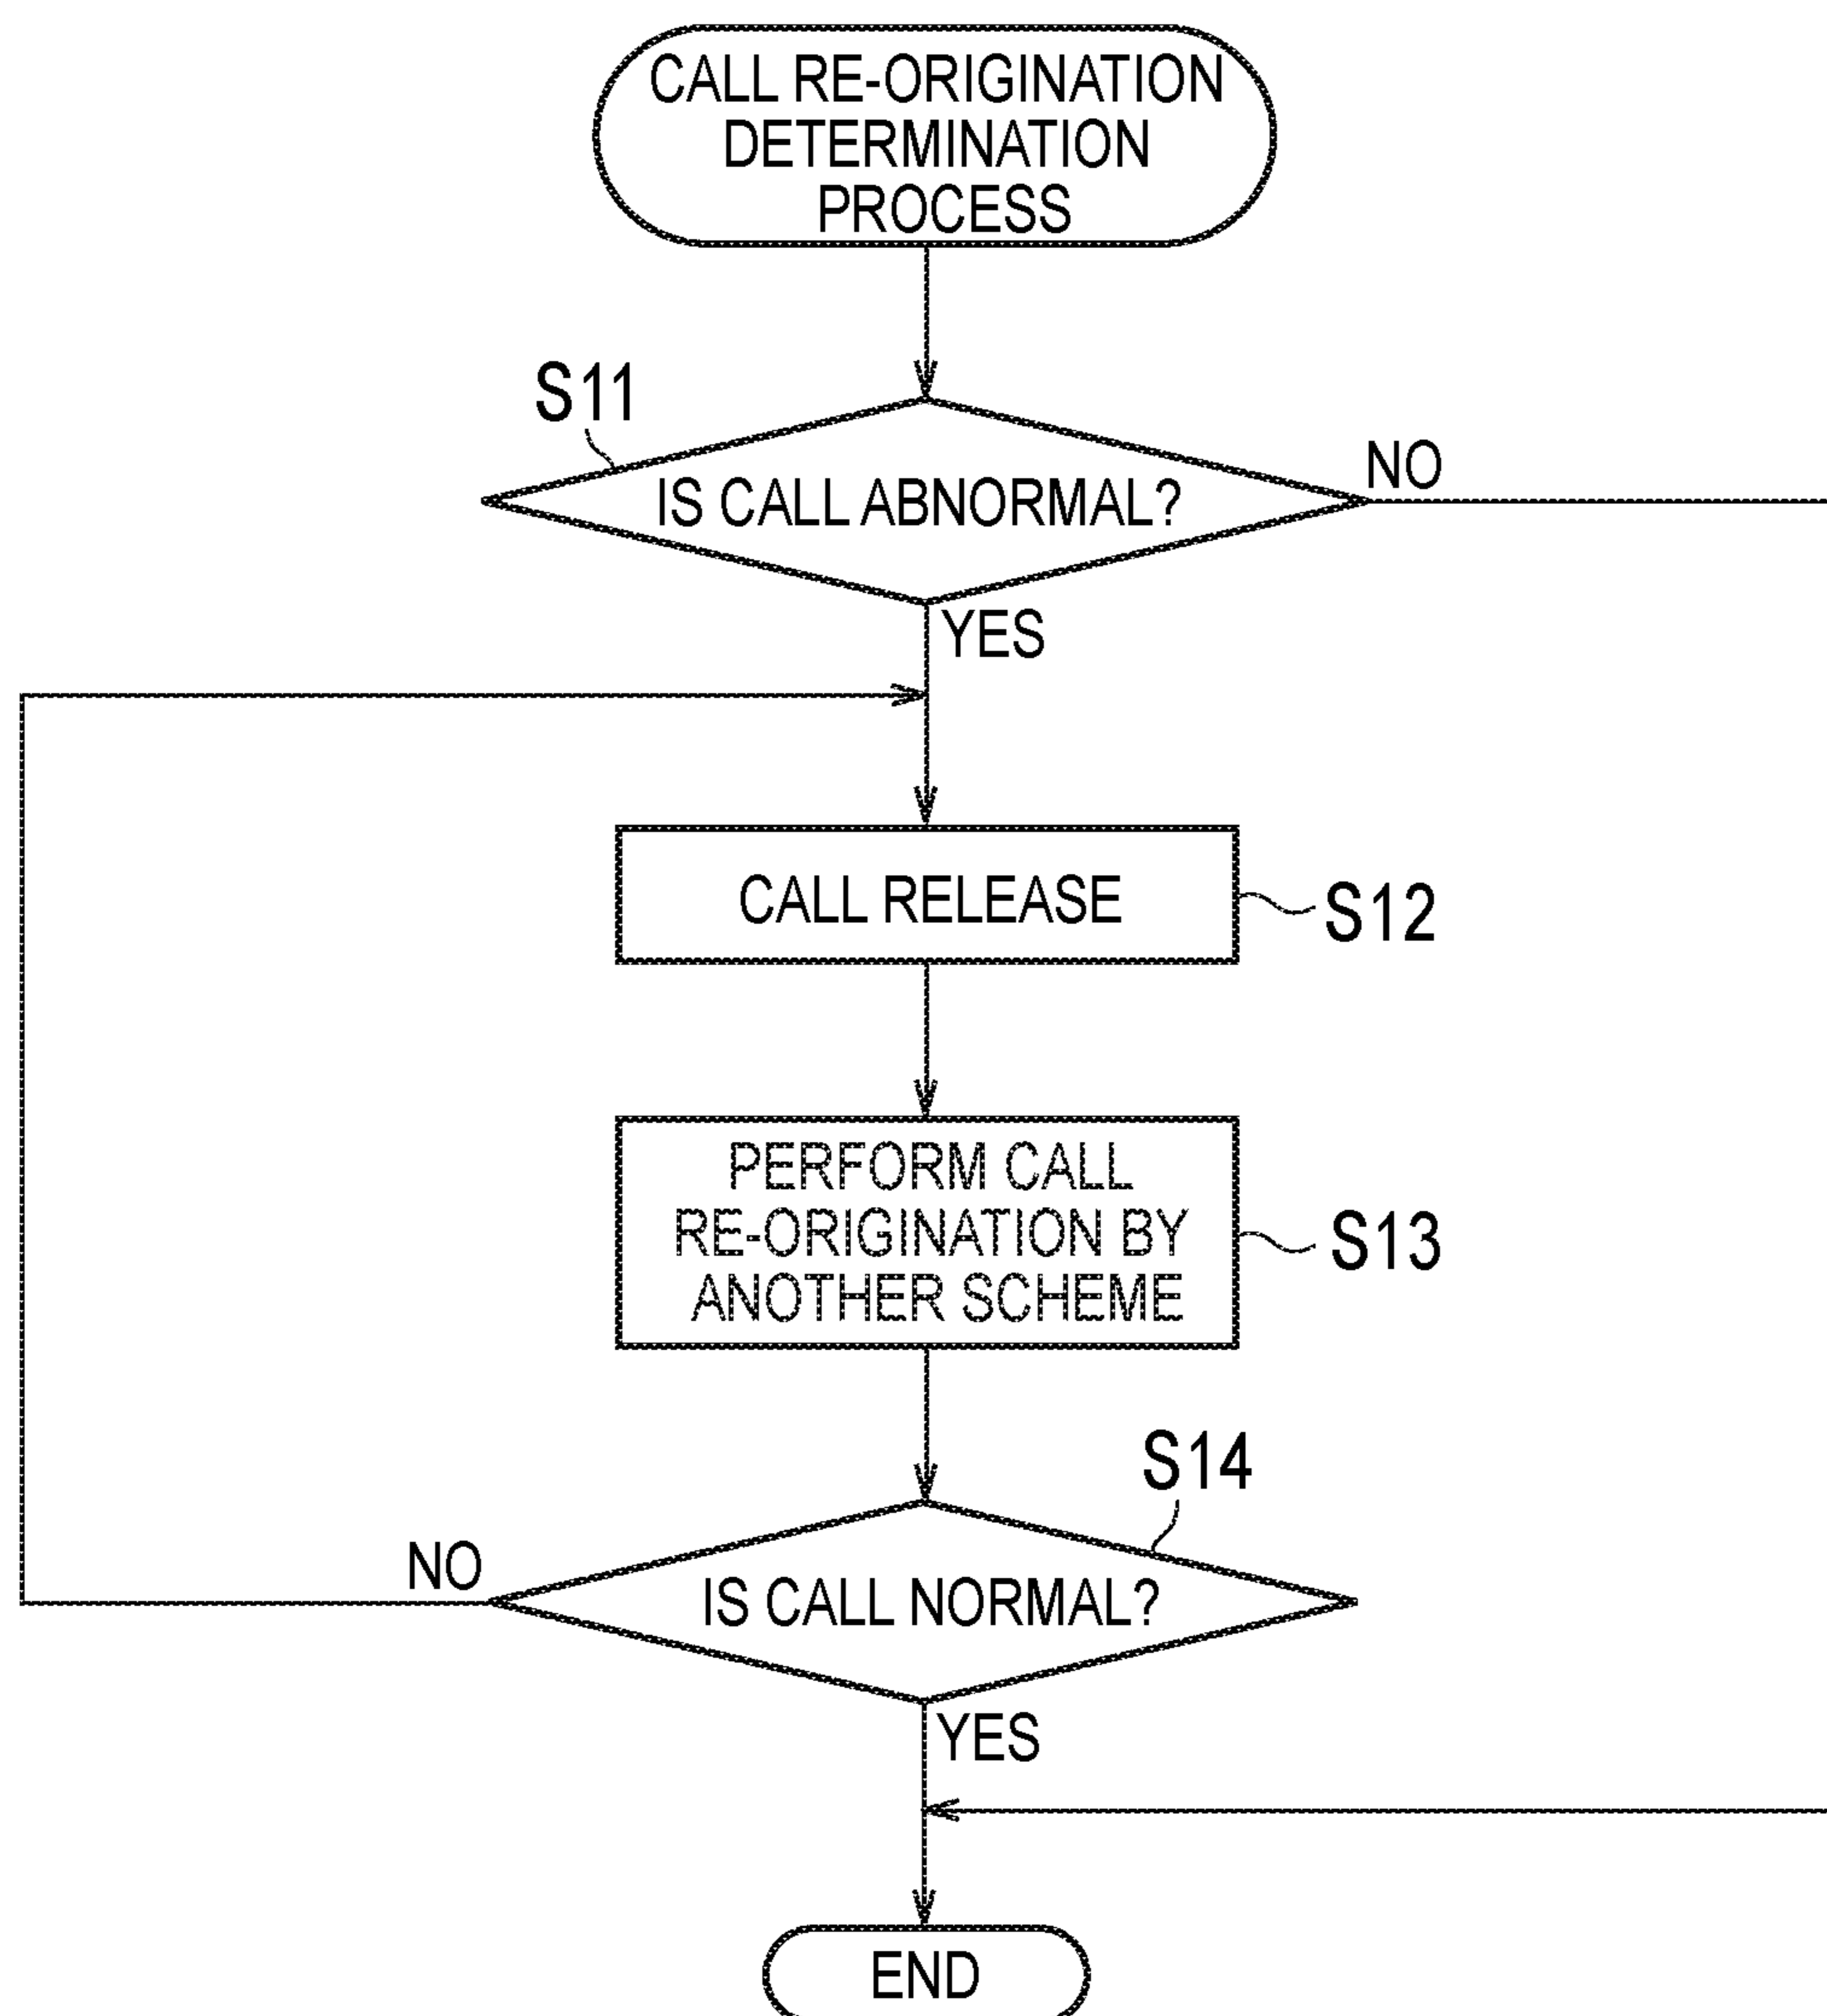 CALL RE-ORIGINATION
DETERMINATION
PROCESS
S11
IS CALL ABNORMAL?
NO
YES
CALL RELEASE
S12
PERFORM CALL
RE-ORIGINATION BY
ANOTHER SCHEME
S13
S14
NO
IS CALL NORMAL?
YES
END